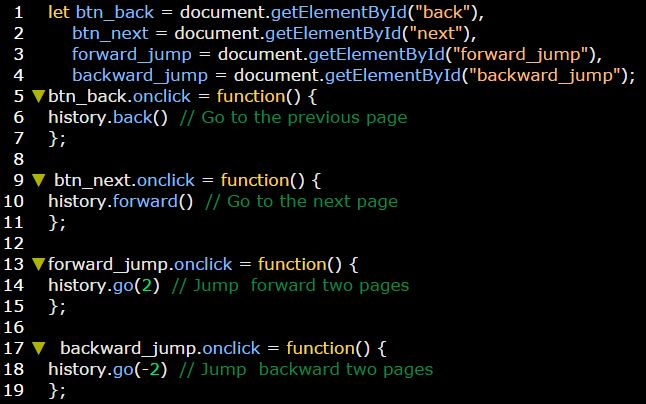 1 let btn_back = document.getElementById("back"),
2 btn_next = document.getElementById("next"),
3 forward_jump = document.getElementById("forward_jump"),
4 backward_jump = document.getElementById("backward_jump");
5 ▼btn_back.onclick = function() {
6 history.back() // Go to the previous page
7 };
8
9 ▼ btn_next.onclick = function() {
10 history.forward() // Go to the next page
11 };
12
13 ▼forward_jump.onclick = function() {
14 history.go(2) // Jump  forward two pages
15 };
16
17 ▼ backward_jump.onclick = function() {
18 history.go(-2) // Jump  backward two pages
19 };